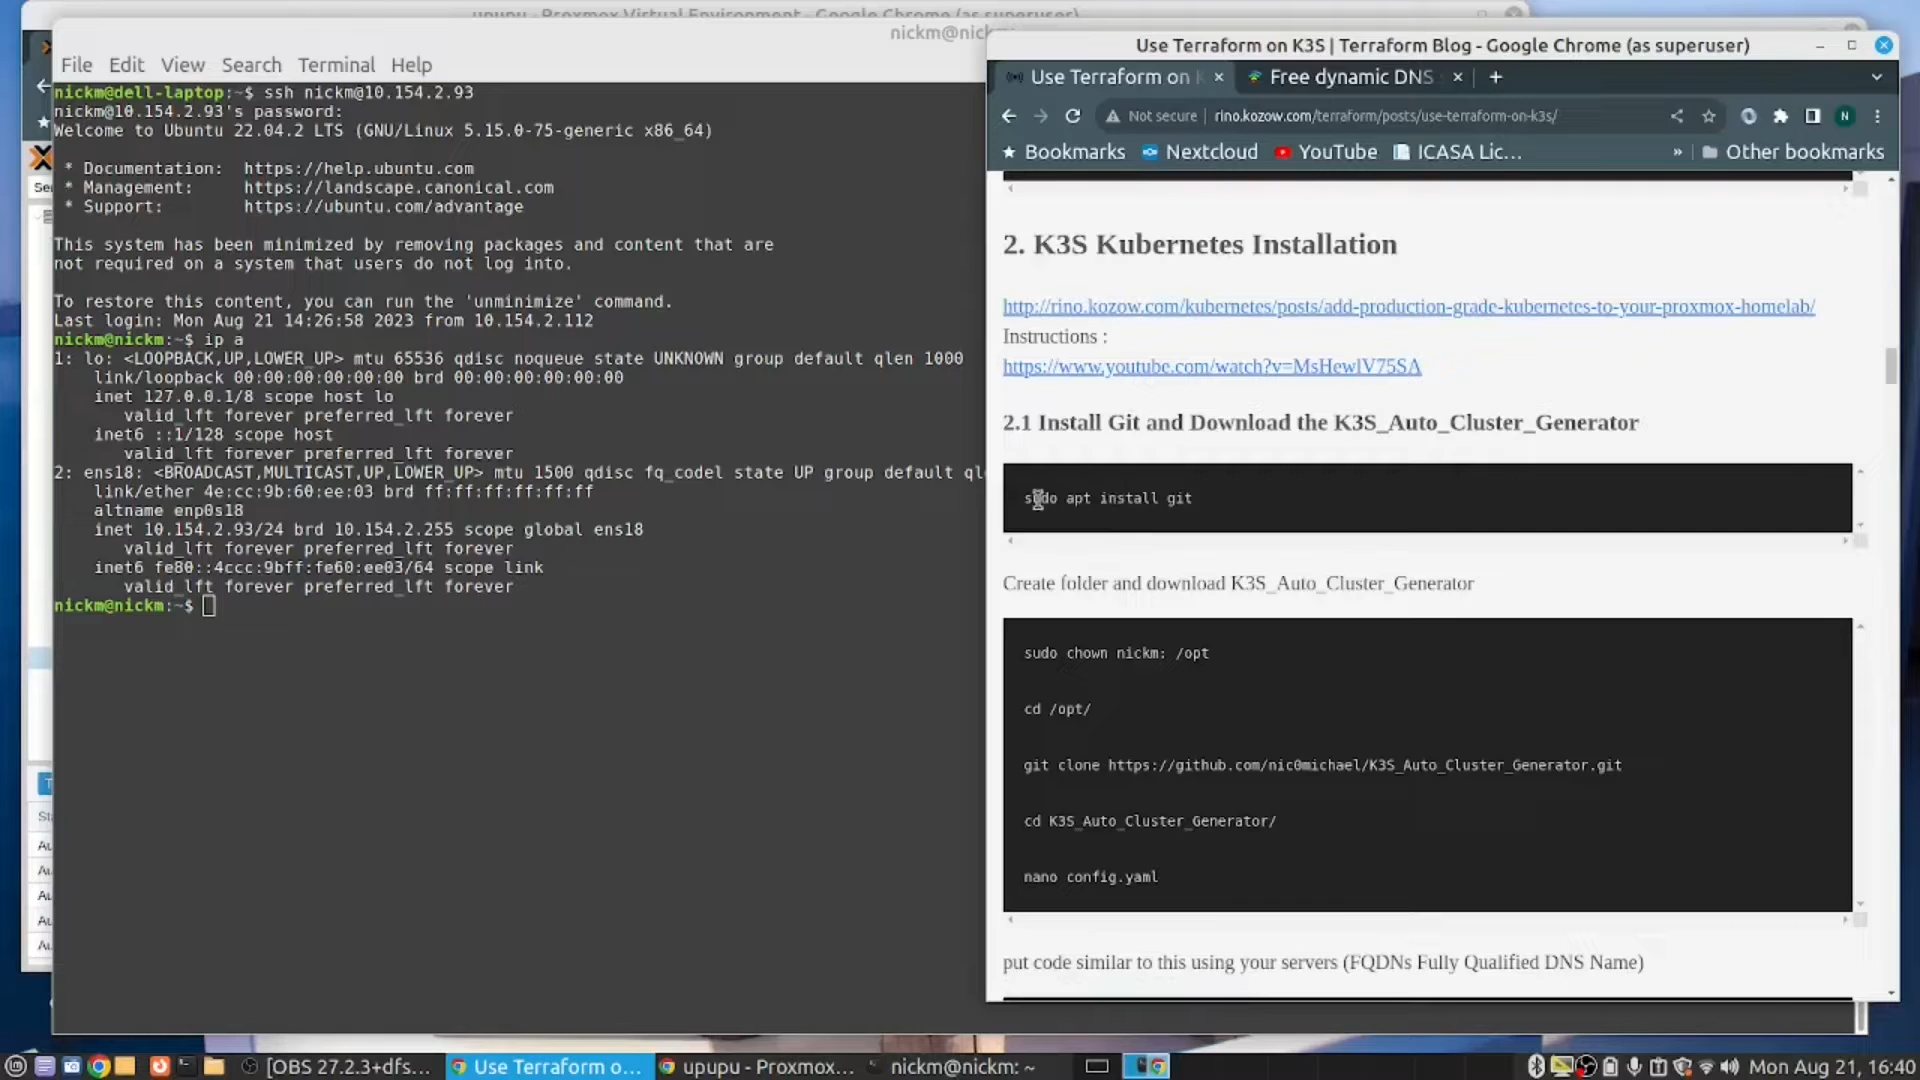 upupu - Proxmox Virtual Environment - Google Chrome (as superuser)
nickm@nick
File Edit View Search Terminal Help
nickm@dell-laptop:~$ ssh nickm@10.154.2.93
nickm@10.154.2.93's password:
Welcome to Ubuntu 22.04.2 LTS (GNU/Linux 5.15.0-75-generic x86_64)
* Documentation: https://help.ubuntu.com
* Management: https://landscape.canonical.com
* Support: https://ubuntu.com/advantage
This system has been minimized by removing packages and content that are
not required on a system that users do not log into.
To restore this content, you can run the 'unminimize' command.
Last login: Mon Aug 21 14:26:58 2023 from 10.154.2.112
nickm@nickm:~$ ip a
1: lo: <LOOPBACK,UP,LOWER_UP> mtu 65536 qdisc noqueue state UNKNOWN group default qlen 1000
link/loopback 00:00:00:00:00:00 brd 00:00:00:00:00:00
inet 127.0.0.1/8 scope host lo
valid_lft forever preferred_lft forever
inet6 ::1/128 scope host
valid_lft forever preferred_lft forever
2: ens18: <BROADCAST,MULTICAST,UP,LOWER_UP> mtu 1500 qdisc fq_codel state UP group default ql
link/ether 4e:cc:9b:60:ee:03 brd ff:ff:ff:ff:ff:ff
altname enp0s18
inet 10.154.2.93/24 brd 10.154.2.255 scope global ens18
valid_lft forever preferred_lft forever
inet6 fe80::4ccc:9bff:fe60:ee03/64 scope link
valid_lft forever preferred_lft forever
nickm@nickm:~$
Use Terraform on K3S | Terraform Blog - Google Chrome (as superuser)
Use Terraform on K
Free dynamic DNS
Not secure | rino.kozow.com/terraform/posts/use-terraform-on-k3s/
Bookmarks Nextcloud YouTube ICASA Lic... » Other bookmarks
2. K3S Kubernetes Installation
http://rino.kozow.com/kubernetes/posts/add-production-grade-kubernetes-to-your-proxmox-homelab/
Instructions :
https://www.youtube.com/watch?v=MsHewlV75SA
2.1 Install Git and Download the K3S_Auto_Cluster_Generator
sudo apt install git
Create folder and download K3S_Auto_Cluster_Generator
sudo chown nickm: /opt
cd /opt/
git clone https://github.com/nic0michael/K3S_Auto_Cluster_Generator.git
cd K3S_Auto_Cluster_Generator/
nano config.yaml
put code similar to this using your servers (FQDNs Fully Qualified DNS Name)
[OBS 27.2.3+dfs...
Use Terraform o...
upupu - Proxmox...
nickm@nickm: ~
Mon Aug 21, 16:40